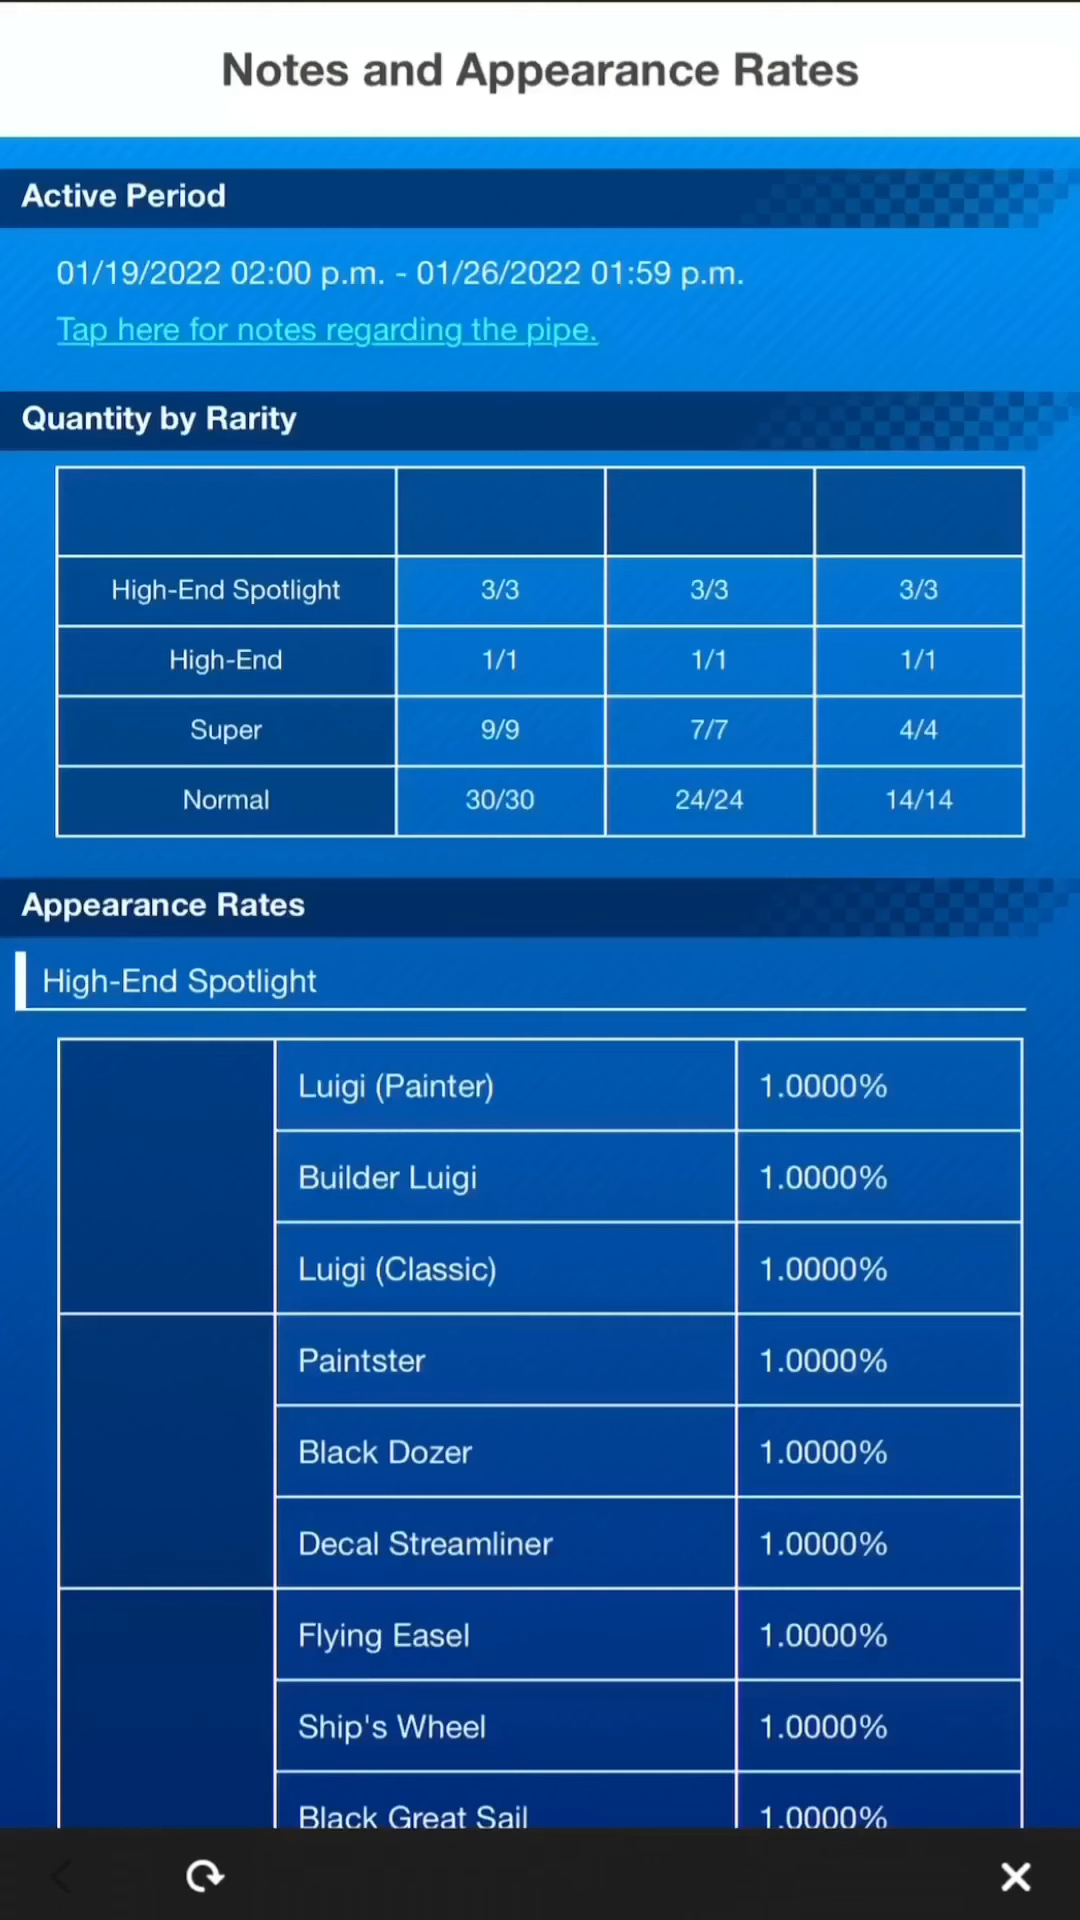 Notes and Appearance Rates
Active Period
01/19/2022 02:00 p.m. - 01/26/2022 01:59 p.m.
Tap here for notes regarding the pipe.
Quantity by Rarity
High-End Spotlight 3/3 3/3 3/3
High-End 1/1 1/1 1/1
Super 9/9 7/7 4/4
Normal 30/30 24/24 14/14
Appearance Rates
High-End Spotlight
Luigi (Painter) 1.0000%
Builder Luigi 1.0000%
Luigi (Classic) 1.0000%
Paintster 1.0000%
Black Dozer 1.0000%
Decal Streamliner 1.0000%
Flying Easel 1.0000%
Ship's Wheel 1.0000%
Black Great Sail 1.0000%